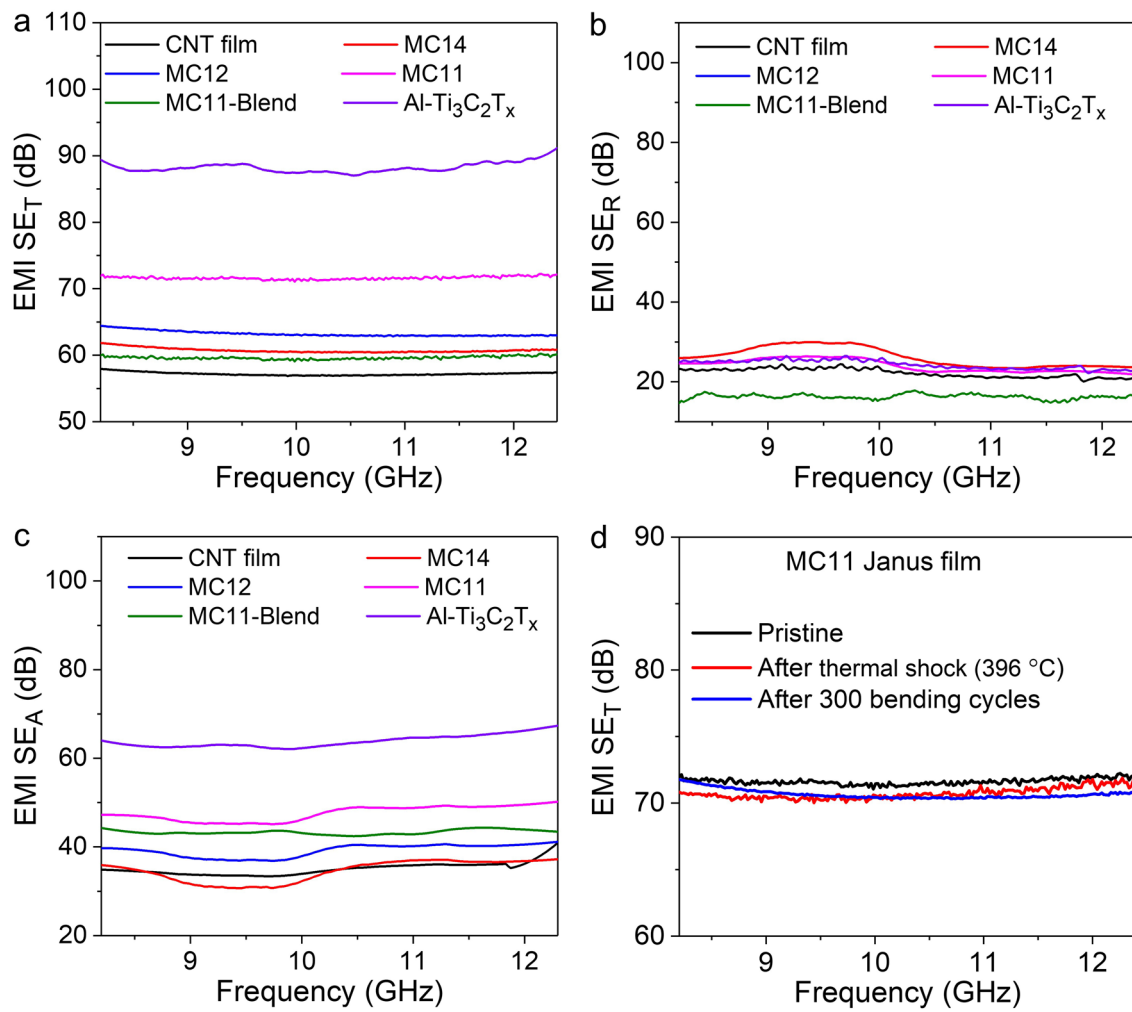 a
110
100
90
80
70
60
50
EMI SE_T (dB)
CNT film
MC14
MC12
MC11
MC11-Blend
Al-Ti₃C₂Tₓ
9
10
11
12
Frequency (GHz)
b
100
80
60
40
20
EMI SE_R (dB)
CNT film
MC14
MC12
MC11
MC11-Blend
Al-Ti₃C₂Tₓ
9
10
11
12
Frequency (GHz)
c
100
80
60
40
20
EMI SE_A (dB)
CNT film
MC14
MC12
MC11
MC11-Blend
Al-Ti₃C₂Tₓ
9
10
11
12
Frequency (GHz)
d
90
80
70
60
EMI SE_T (dB)
MC11 Janus film
Pristine
After thermal shock (396 °C)
After 300 bending cycles
9
10
11
12
Frequency (GHz)